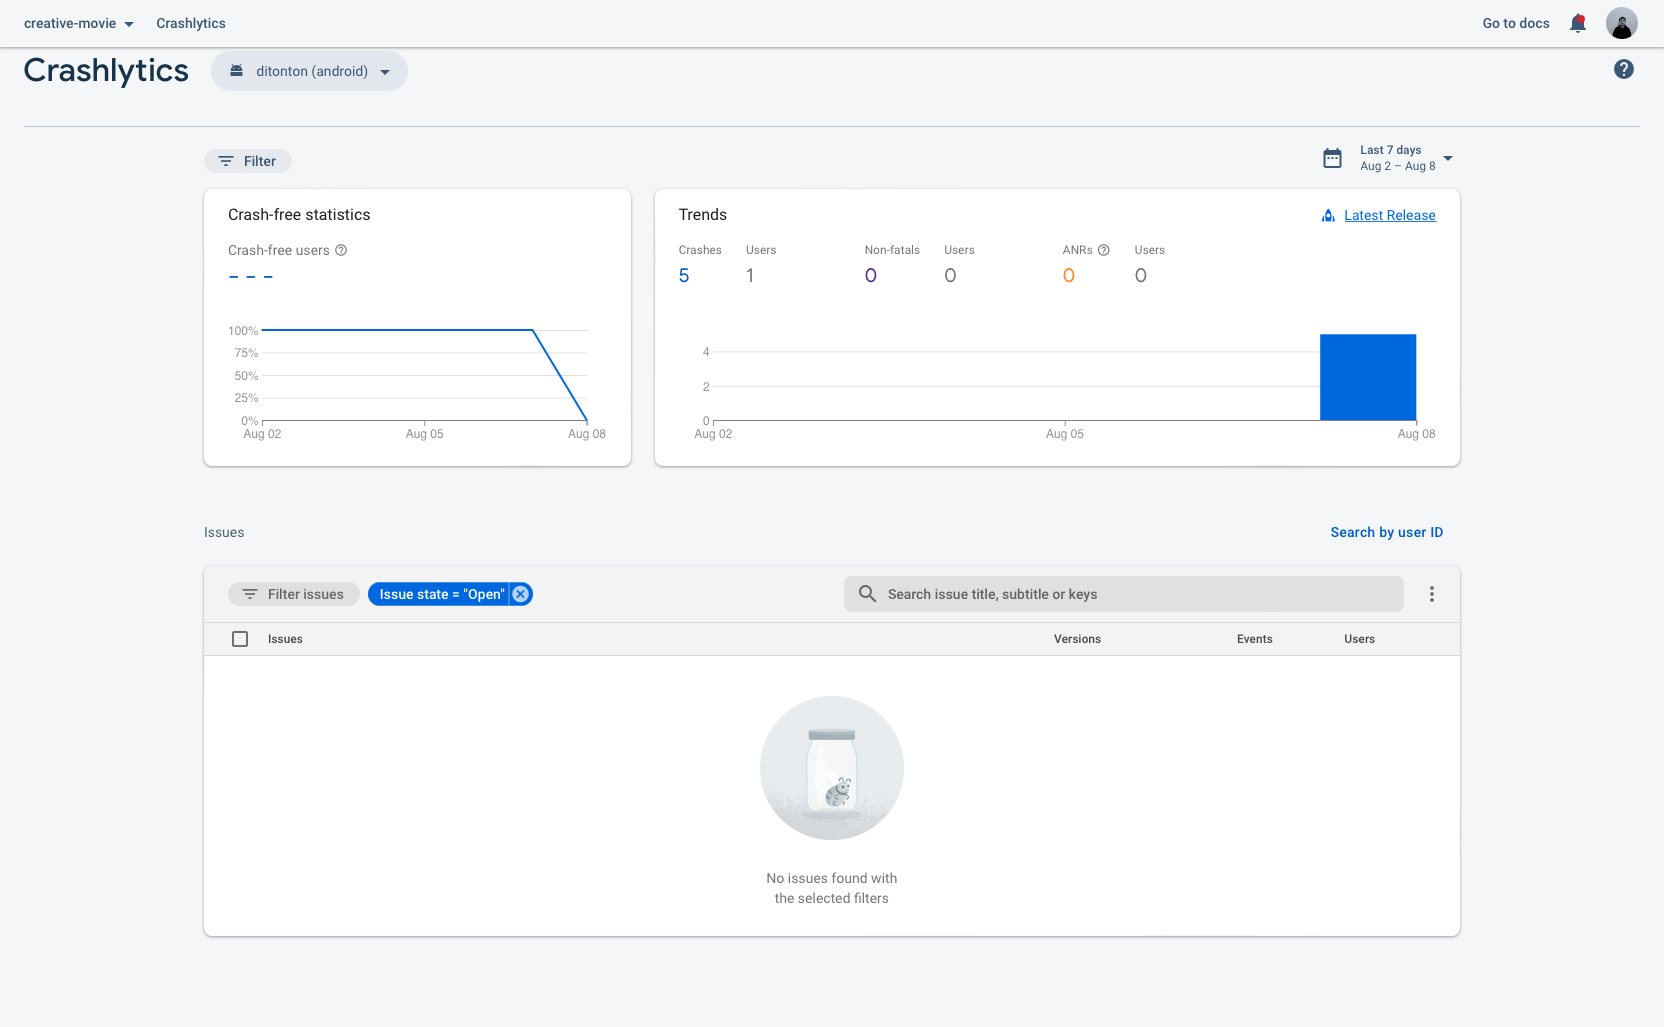 creative-movie Crashlytics Go to docs
Crashlytics ditonton (android)
Filter
Last 7 days
Aug 2 – Aug 8
Crash-free statistics
Crash-free users
- - -
100%
75%
50%
25%
0%
Aug 02 Aug 05 Aug 08
Trends Latest Release
Crashes Users Non-fatals Users ANRs Users
5 1 0 0 0 0
4
2
0
Aug 02 Aug 05 Aug 08
Issues Search by user ID
Filter issues Issue state = "Open" Search issue title, subtitle or keys
Issues Versions Events Users
No issues found with
the selected filters